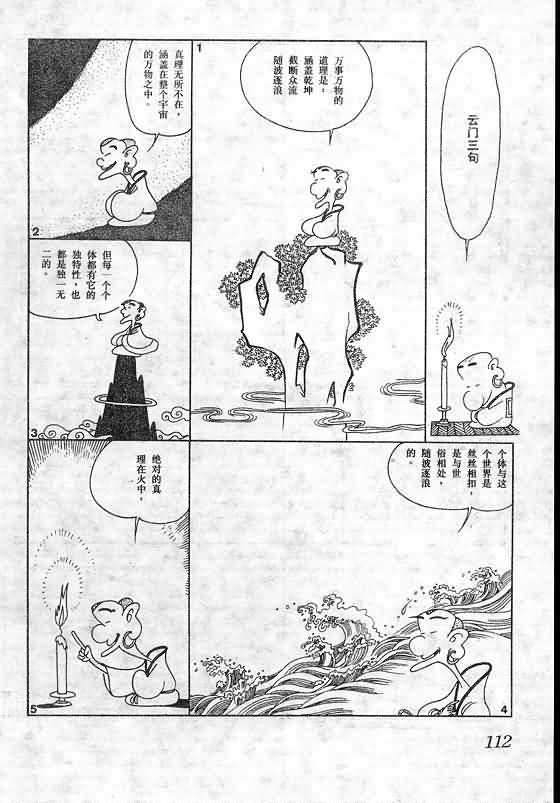 云门三句
1
万事万物的
道理是：
涵盖乾坤
截断众流
随波逐浪
真理无所不在，
涵盖在整个宇宙
的万物之中。
2
但每一个个
体都有它的
独特性，也
都是独一无
二的。
3
个体与这
个世界是
丝丝相扣，
是与世
俗相处，
随波逐浪
的。
4
绝对的真
理在火中，
5
112